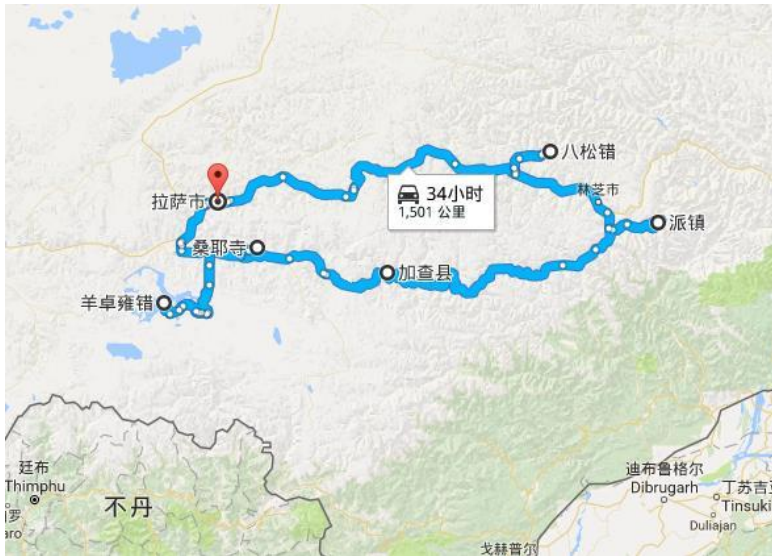 八松错
34小时
1,501 公里
拉萨市
林芝市
派镇
桑耶寺
加查县
羊卓雍错
廷布
Thimphu
不丹
aro
迪布鲁格尔
Dibrugarh
丁苏吉亚
Tinsuki
Duliajan
戈赫普尔